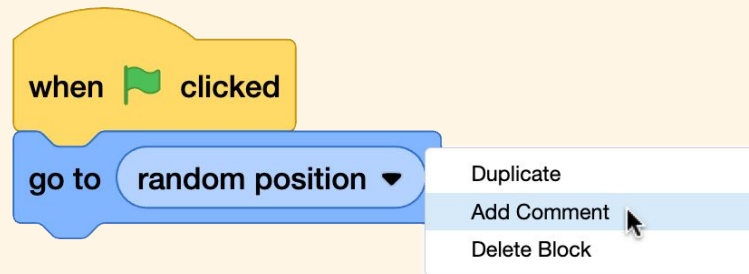 when clicked
go to random position
Duplicate
Add Comment
Delete Block